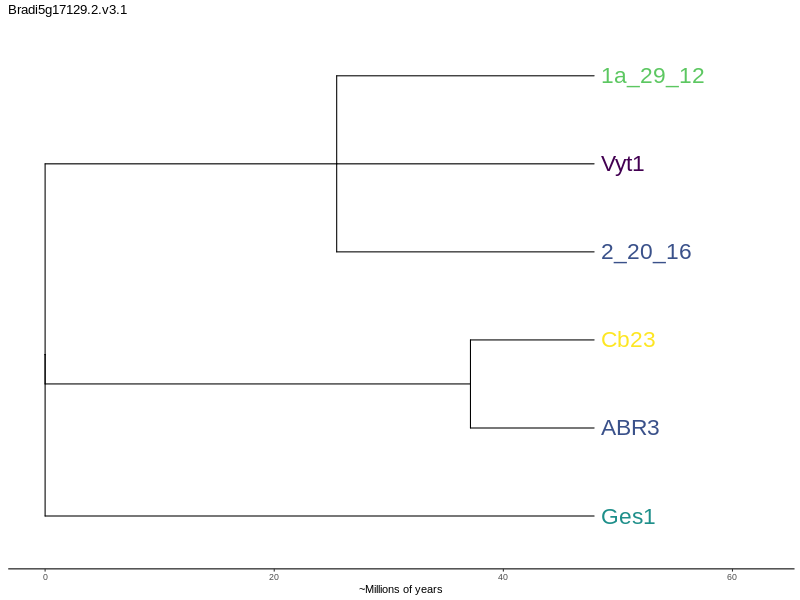 Bradi5g17129.2.v3.1
1a_29_12
Vyt1
2_20_16
Cb23
ABR3
Ges1
0 20 40 60
~Millions of years